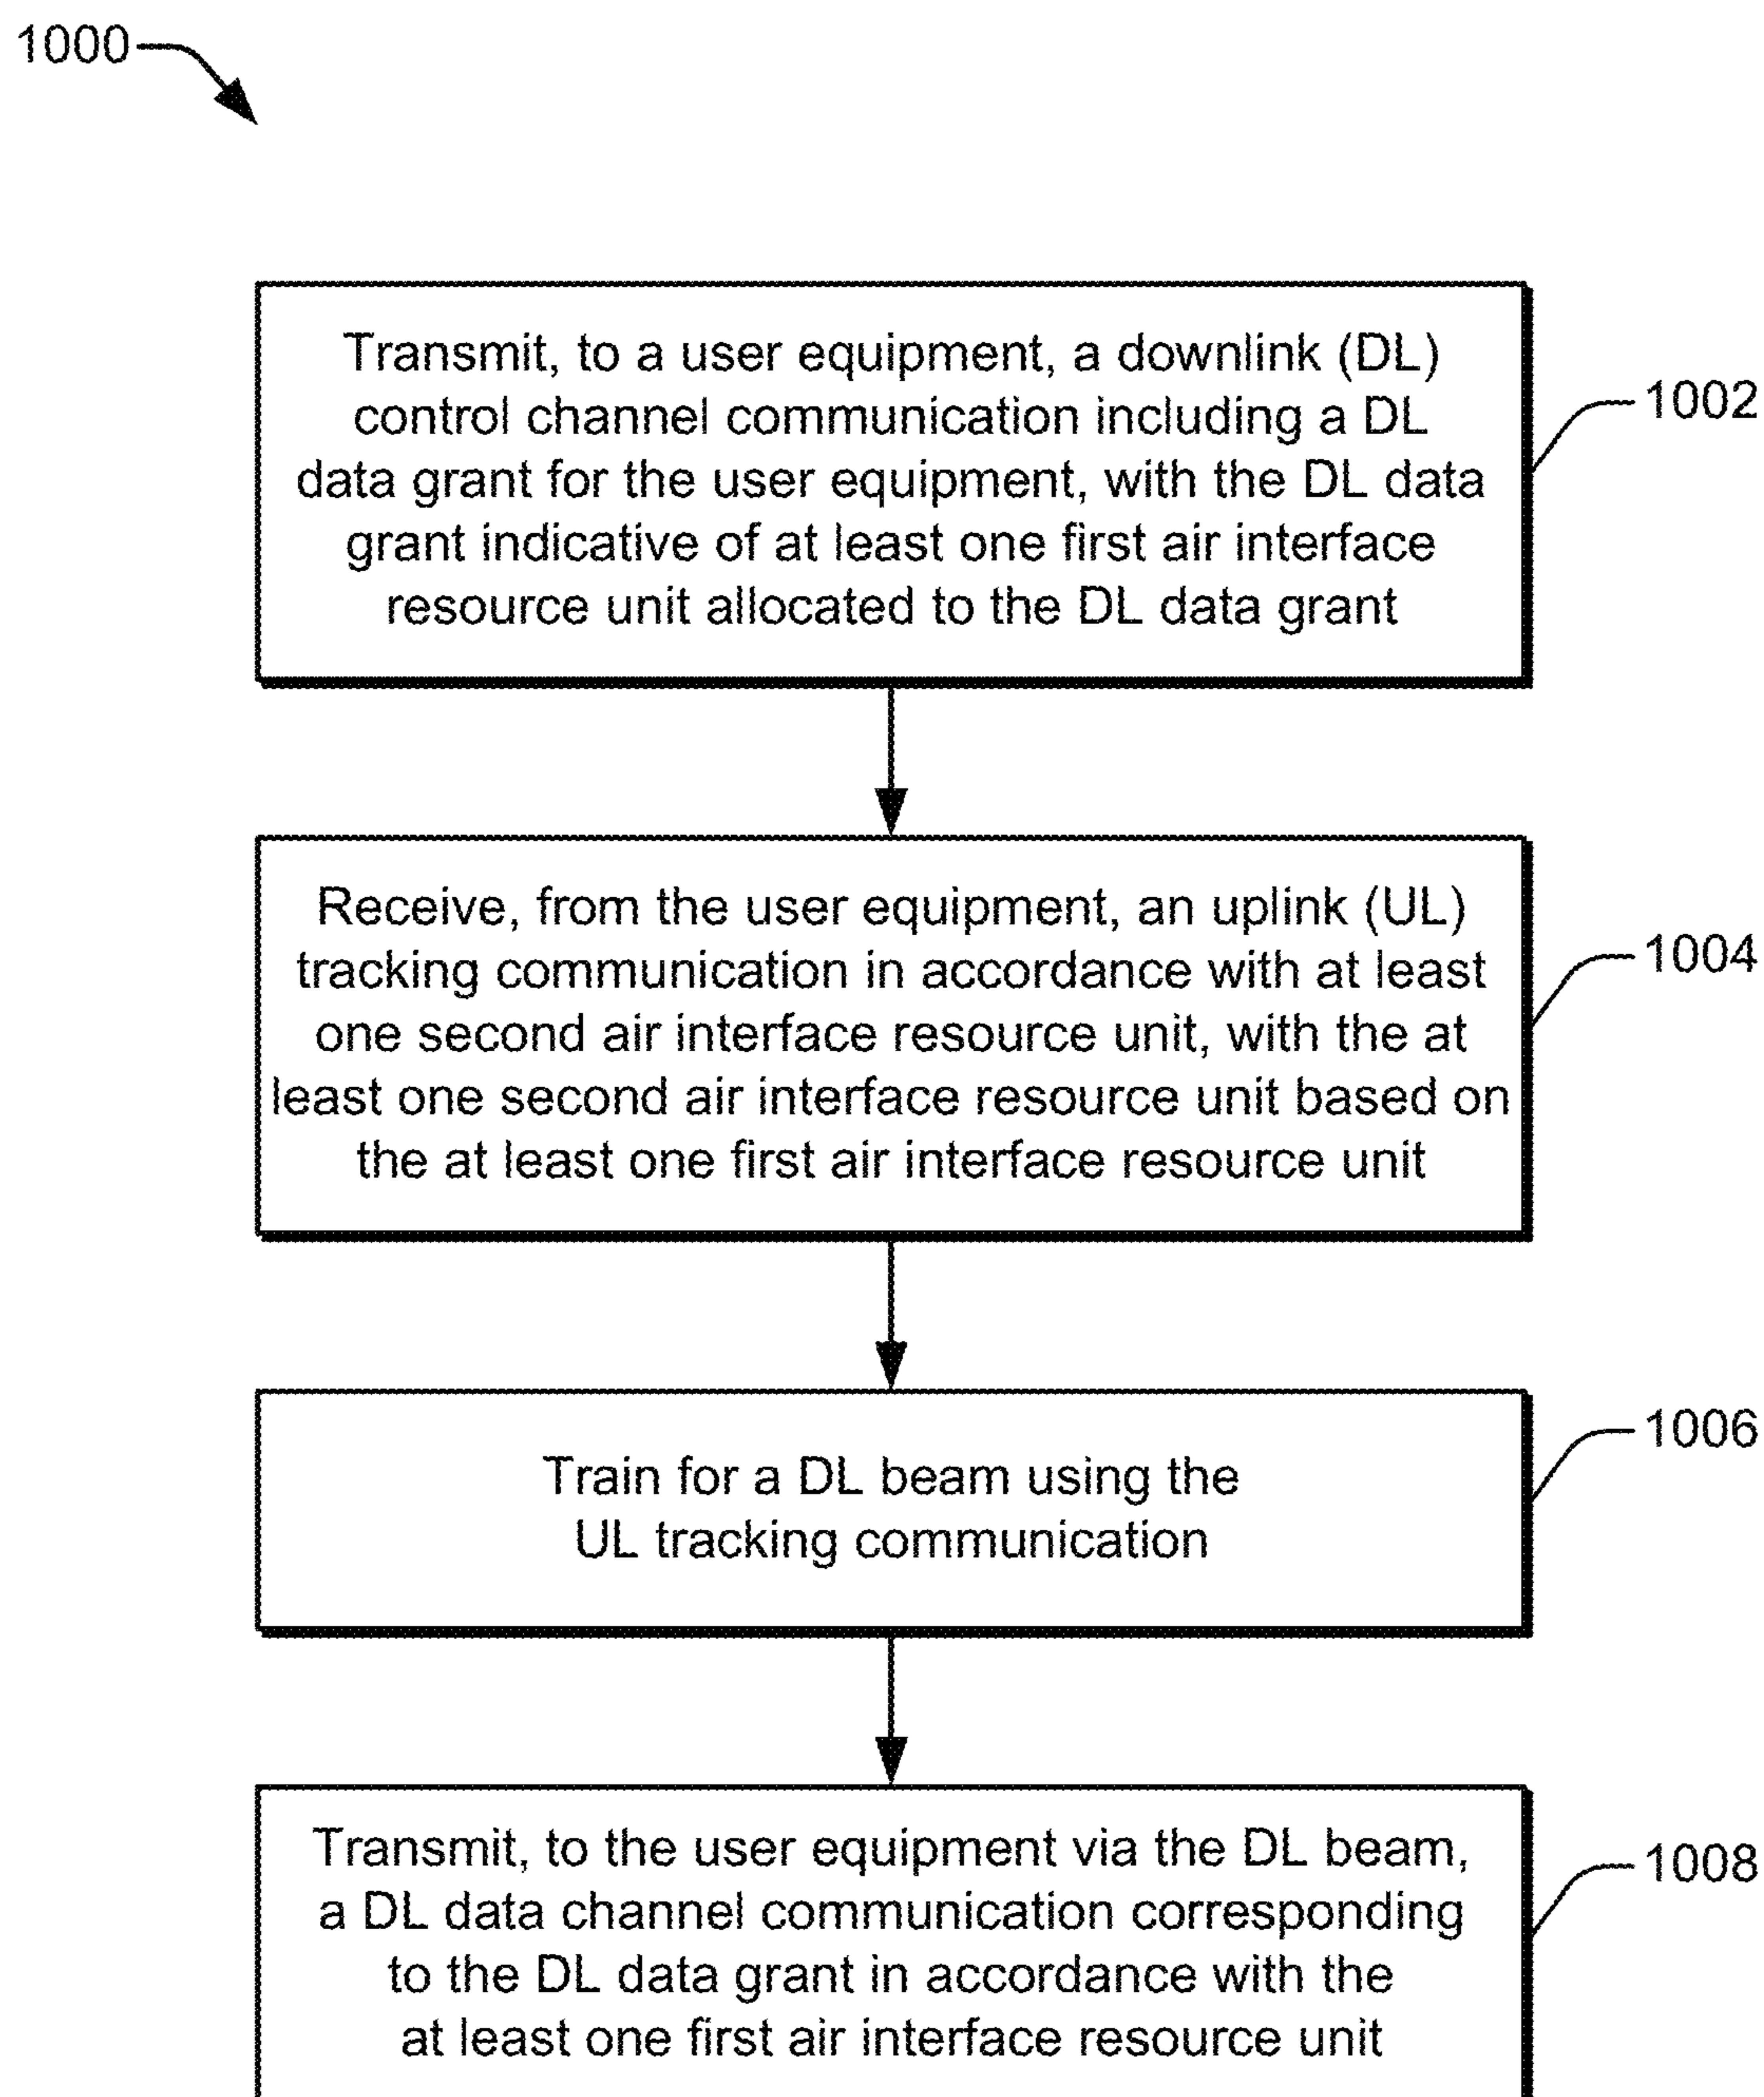 1000
Transmit, to a user equipment, a downlink (DL)
control channel communication including a DL
data grant for the user equipment, with the DL data
grant indicative of at least one first air interface
resource unit allocated to the DL data grant
1002
Receive, from the user equipment, an uplink (UL)
tracking communication in accordance with at least
one second air interface resource unit, with the at
least one second air interface resource unit based on
the at least one first air interface resource unit
1004
Train for a DL beam using the
UL tracking communication
1006
Transmit, to the user equipment via the DL beam,
a DL data channel communication corresponding
to the DL data grant in accordance with the
at least one first air interface resource unit
1008